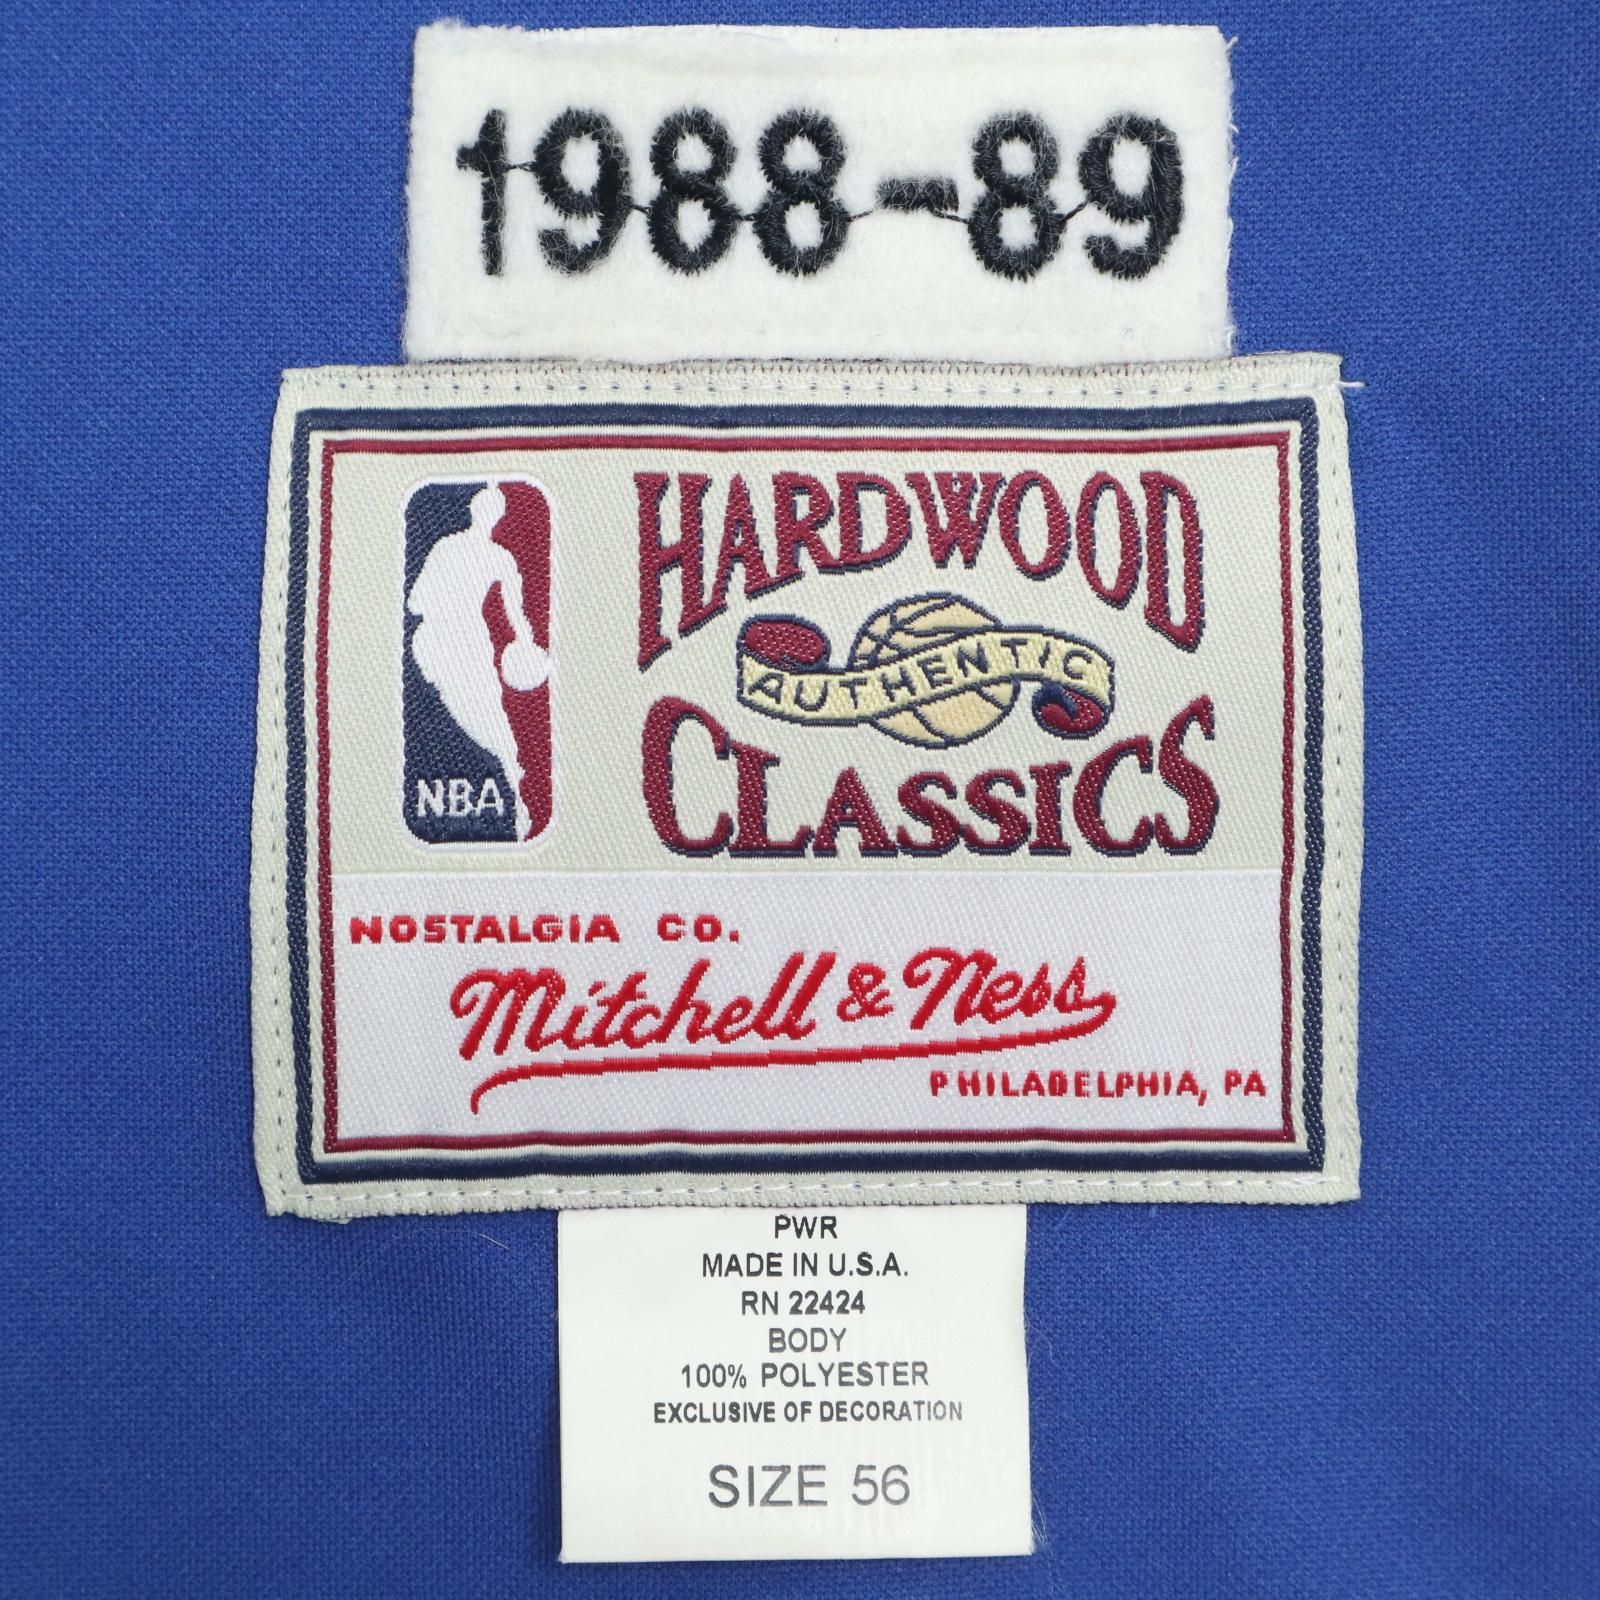 1988-89
NBA
HARDWOOD
AUTHENTIC
CLASSICS
NOSTALGIA CO.
Mitchell & Ness
PHILADELPHIA, PA
PWR
MADE IN U.S.A.
RN 22424
BODY
100% POLYESTER
EXCLUSIVE OF DECORATION
SIZE 56